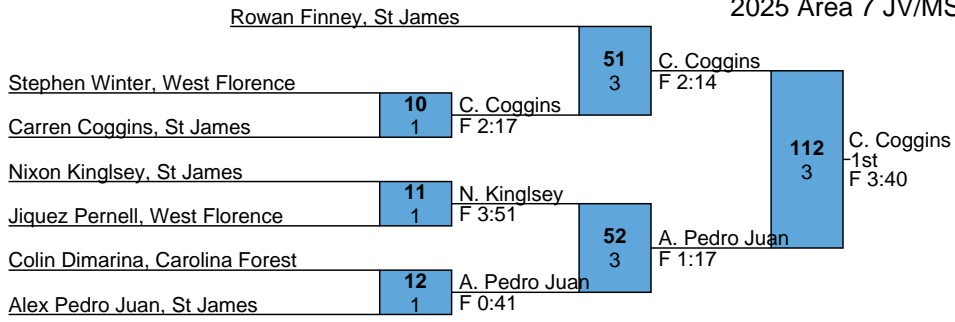 2025 Area 7 JV/MS
Rowan Finney, St James
51
3
C. Coggins
F 2:14
Stephen Winter, West Florence
10
1
C. Coggins
F 2:17
Carren Coggins, St James
112
3
C. Coggins
1st
F 3:40
Nixon Kinglsey, St James
11
1
N. Kinglsey
F 3:51
Jiquez Pernell, West Florence
52
3
A. Pedro Juan
F 1:17
Colin Dimarina, Carolina Forest
12
1
A. Pedro Juan
F 0:41
Alex Pedro Juan, St James